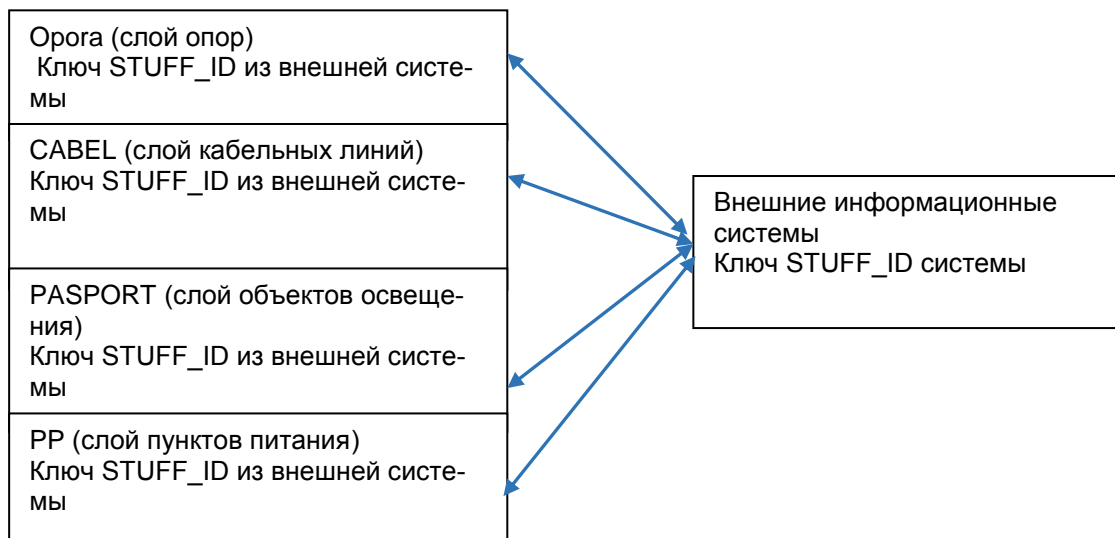 Opora (слой опор)
Ключ STUFF_ID из внешней систе-
мы
CABEL (слой кабельных линий)
Ключ STUFF_ID из внешней систе-
мы
PASPORT (слой объектов освеще-
ния)
Ключ STUFF_ID из внешней систе-
мы
PP (слой пунктов питания)
Ключ STUFF_ID из внешней систе-
мы
Внешние информационные
системы
Ключ STUFF_ID системы